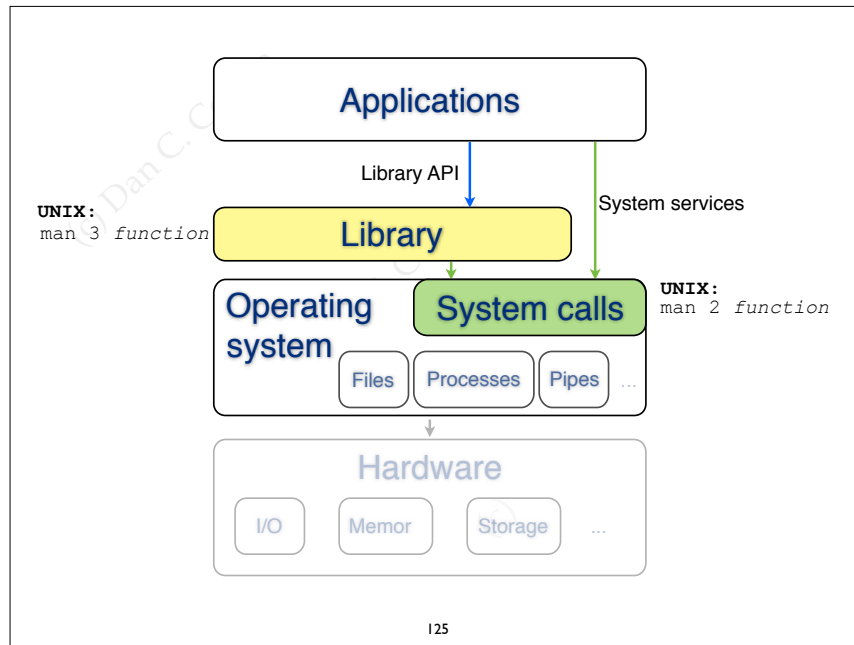 Applications
Library API
System services
UNIX:
man 3 function
Library
UNIX:
man 2 function
Operating
system
System calls
Files
Processes
Pipes
...
Hardware
I/O
Memor
Storage
...
125